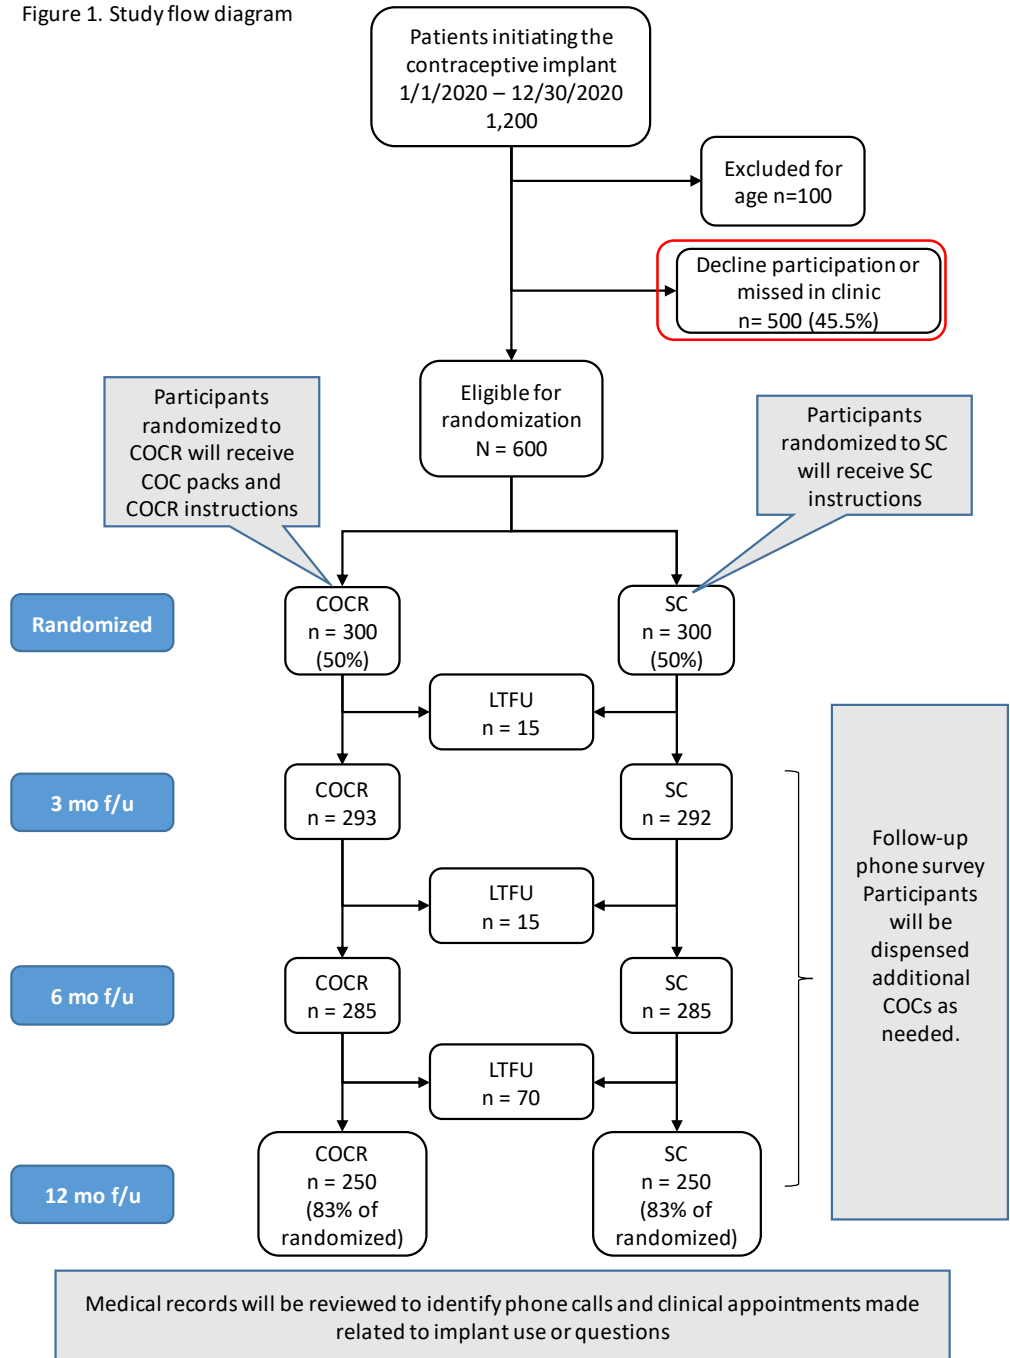 Figure 1. Study flow diagram
Patients initiating the
contraceptive implant
1/1/2020 – 12/30/2020
1,200
Excluded for
age n=100
Decline participation or
missed in clinic
n= 500 (45.5%)
Eligible for
randomization
N = 600
Participants
randomized to
COCR will receive
COC packs and
COCR instructions
Participants
randomized to SC
will receive SC
instructions
Randomized
COCR
n = 300
(50%)
SC
n = 300
(50%)
LTFU
n = 15
3 mo f/u
COCR
n = 293
SC
n = 292
LTFU
n = 15
6 mo f/u
COCR
n = 285
SC
n = 285
LTFU
n = 70
12 mo f/u
COCR
n = 250
(83% of
randomized)
SC
n = 250
(83% of
randomized)
Follow-up
phone survey
Participants
will be
dispensed
additional
COCs as
needed.
Medical records will be reviewed to identify phone calls and clinical appointments made
related to implant use or questions